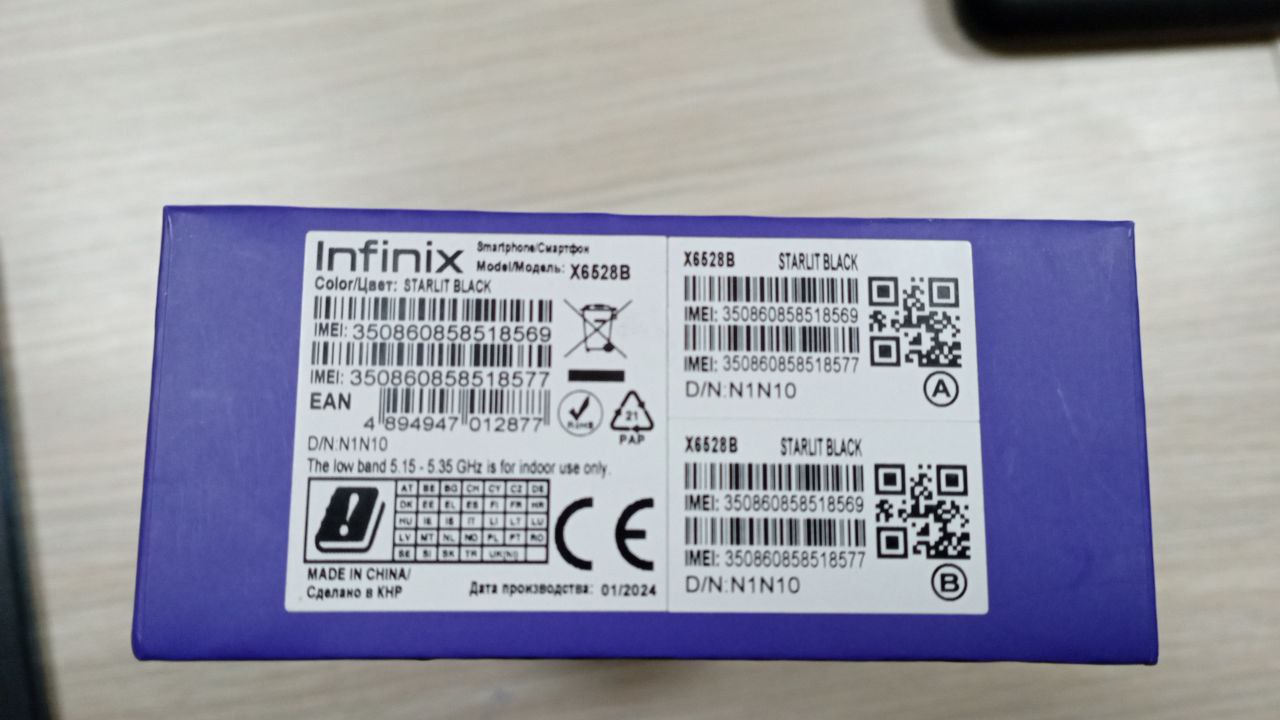 Infinix
Smartphone/Смартфон
Model/Модель: X6528B
Color/Цвет: STARLIT BLACK
IMEI: 350860858518569
IMEI: 350860858518577
EAN
4 894947 012877
D/N:N1N10
The low band 5.15 - 5.35 GHz is for indoor use only.
RoHS
21
PAP
AT BE BG CH CY CZ DE
DK EE EL ES FI FR HR
HU IE IS IT LI LT LU
LV MT NL NO PL PT RO
SE SI SK TR UK(NI)
CE
MADE IN CHINA/
Сделано в КНР
Дата производства: 01/2024
X6528B STARLIT BLACK
IMEI: 350860858518569
IMEI: 350860858518577
D/N:N1N10
A
X6528B STARLIT BLACK
IMEI: 350860858518569
IMEI: 350860858518577
D/N:N1N10
B